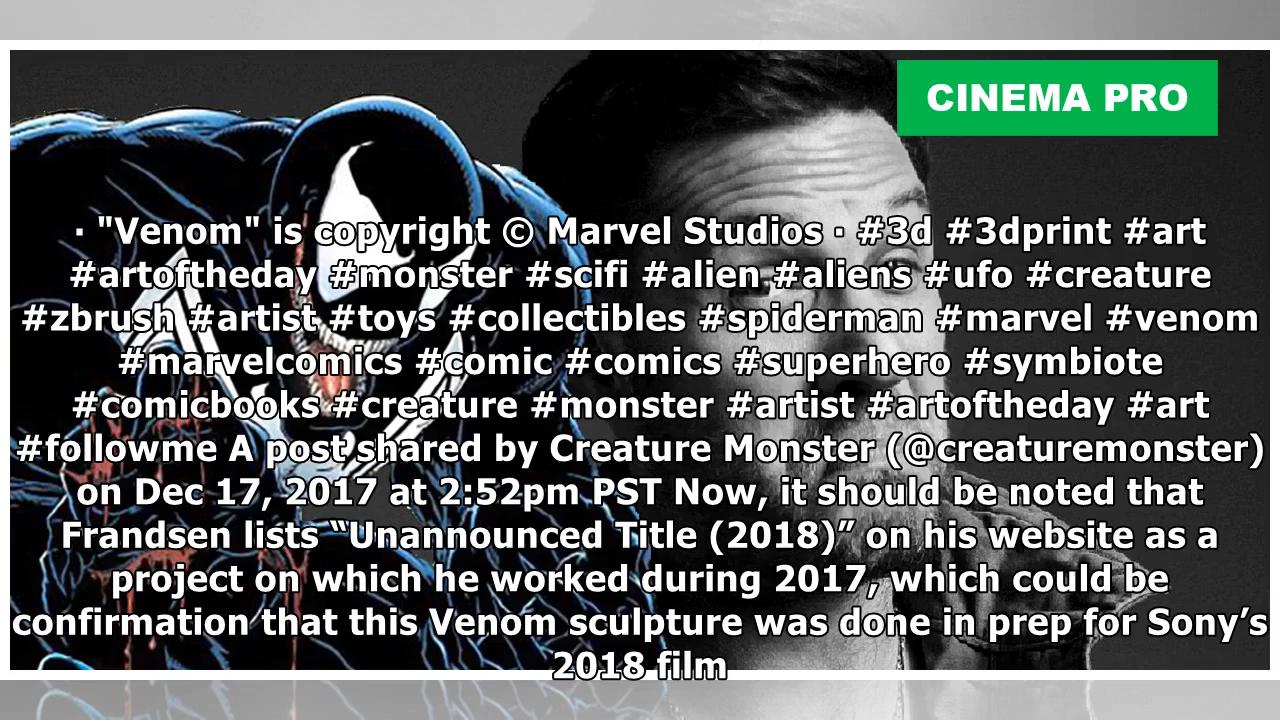 CINEMA PRO
· "Venom" is copyright © Marvel Studios · #3d #3dprint #art
#artoftheday #monster #scifi #alien #aliens #ufo #creature
#zbrush #artist #toys #collectibles #spiderman #marvel #venom
#marvelcomics #comic #comics #superhero #symbiote
#comicbooks #creature #monster #artist #artoftheday #art
#followme A post shared by Creature Monster (@creaturemonster)
on Dec 17, 2017 at 2:52pm PST Now, it should be noted that
Frandsen lists “Unannounced Title (2018)” on his website as a
project on which he worked during 2017, which could be
confirmation that this Venom sculpture was done in prep for Sony’s
2018 film